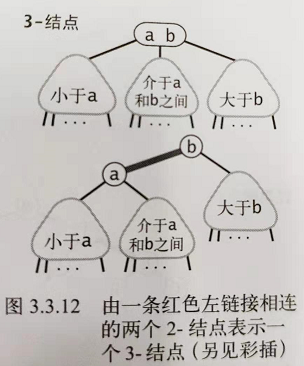 3-结点
a b
小于a
介于a
和b之间
大于b
b
a
小于a
介于a
和b之间
大于b
图 3.3.12 由一条红色左链接相连
的两个 2- 结点表示一
个 3- 结点（另见彩插）